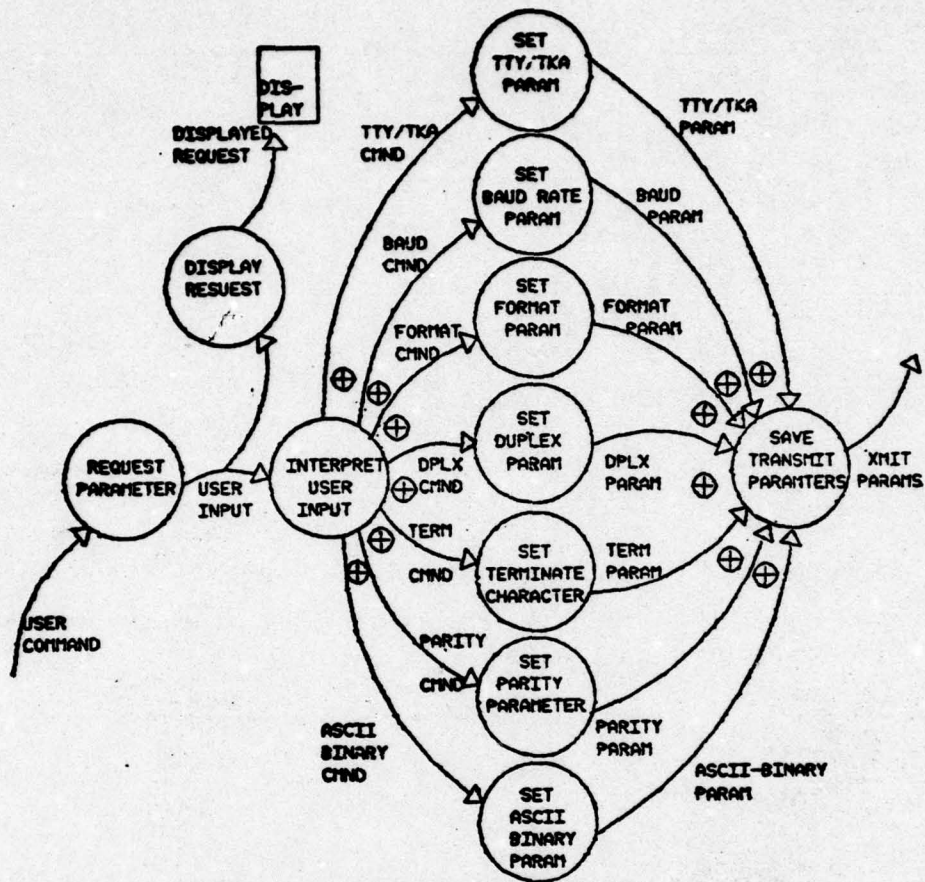 SET
TTY/TKA
PARAM
DIS-
PLAY
DISPLAYED
REQUEST
TTY/TKA
CMND
TTY/TKA
PARAM
SET
BAUD RATE
PARAM
BAUD
CMND
BAUD
PARAM
DISPLAY
RESUEST
SET
FORMAT
PARAM
FORMAT
CMND
FORMAT
PARAM
REQUEST
PARAMETER
USER
INPUT
INTERPRET
USER
INPUT
SET
DUPLEX
PARAM
DPLX
CMND
DPLX
PARAM
SAVE
TRANSMIT
PARAMTERS
XMIT
PARAMS
TERM
CMND
SET
TERMINATE
CHARACTER
TERM
PARAM
USER
COMMAND
PARITY
CMND
SET
PARITY
PARAMETER
PARITY
PARAM
ASCII
BINARY
CMND
SET
ASCII
BINARY
PARAM
ASCII-BINARY
PARAM